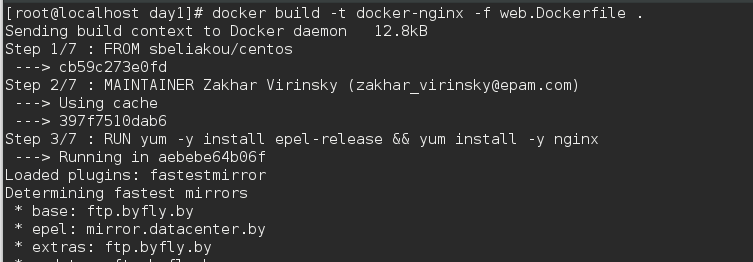 [root@localhost day1]# docker build -t docker-nginx -f web.Dockerfile .
Sending build context to Docker daemon   12.8kB
Step 1/7 : FROM sbeliakou/centos
 ---> cb59c273e0fd
Step 2/7 : MAINTAINER Zakhar Virinsky (zakhar_virinsky@epam.com)
 ---> Using cache
 ---> 397f7510dab6
Step 3/7 : RUN yum -y install epel-release && yum install -y nginx
 ---> Running in aebebe64b06f
Loaded plugins: fastestmirror
Determining fastest mirrors
 * base: ftp.byfly.by
 * epel: mirror.datacenter.by
 * extras: ftp.byfly.by